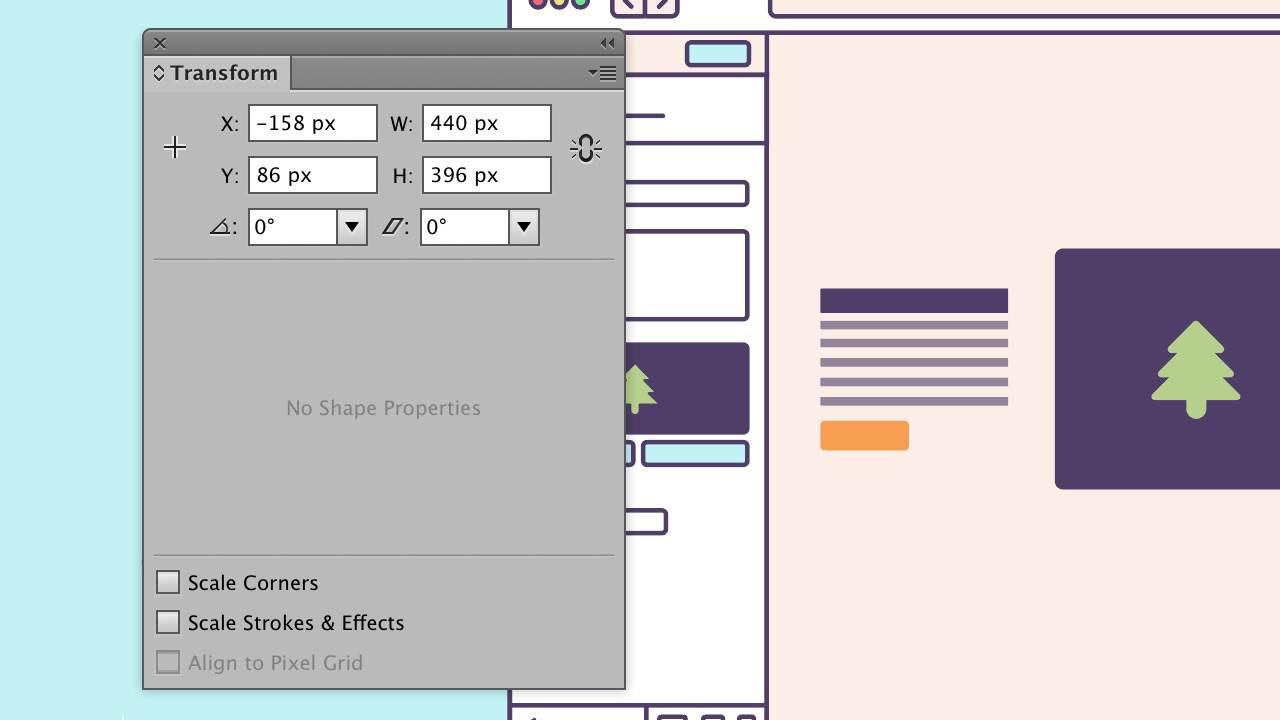 Transform
X: -158 px W: 440 px
Y: 86 px H: 396 px
0° 0°
No Shape Properties
Scale Corners
Scale Strokes & Effects
Align to Pixel Grid